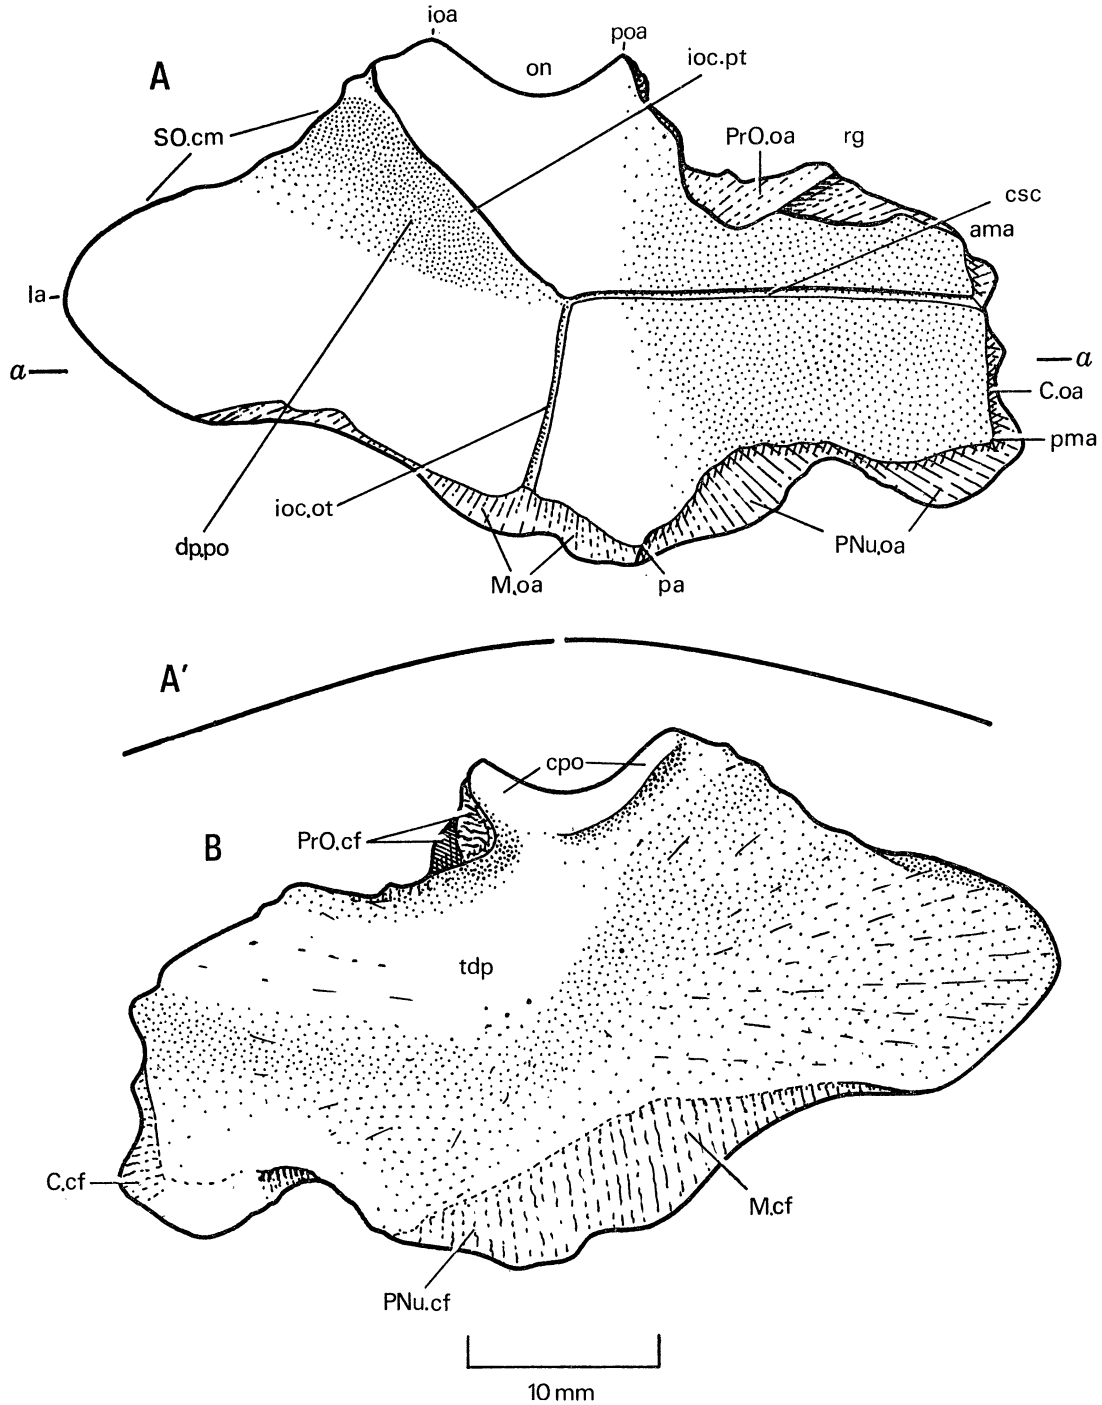 ioa
poa
on
ioc.pt
A
SO.cm
PrO.oa
rg
csc
ama
la
a
a
C.oa
pma
ioc.ot
dp.po
PNu.oa
M.oa
pa
A′
cpo
PrO.cf
B
tdp
C.cf
M.cf
PNu.cf
10 mm